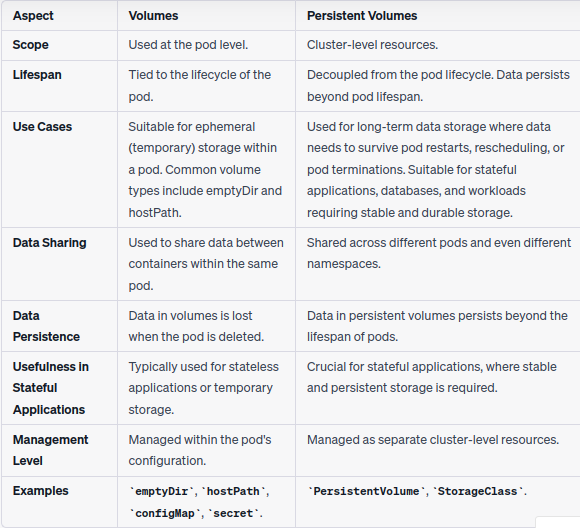 Aspect Volumes Persistent Volumes
Scope Used at the pod level. Cluster-level resources.
Lifespan Tied to the lifecycle of the Decoupled from the pod lifecycle. Data persists
pod. beyond pod lifespan.
Use Cases Suitable for ephemeral Used for long-term data storage where data
(temporary) storage within needs to survive pod restarts, rescheduling, or
a pod. Common volume pod terminations. Suitable for stateful
types include emptyDir and applications, databases, and workloads
hostPath. requiring stable and durable storage.
Data Sharing Used to share data between Shared across different pods and even different
containers within the same namespaces.
pod.
Data Data in volumes is lost Data in persistent volumes persists beyond the
Persistence when the pod is deleted. lifespan of pods.
Usefulness in Typically used for stateless Crucial for stateful applications, where stable
Stateful applications or temporary and persistent storage is required.
Applications storage.
Management Managed within the pod's Managed as separate cluster-level resources.
Level configuration.
Examples `emptyDir`, `hostPath`, `PersistentVolume`, `StorageClass`.
`configMap`, `secret`.